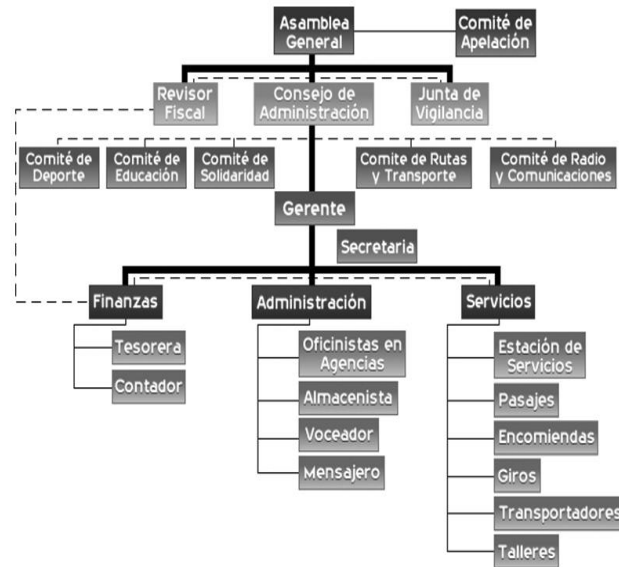 Asamblea
General
Comité de
Apelación
Revisor
Fiscal
Consejo de
Administración
Junta de
Vigilancia
Comité de
Deporte
Comité de
Educación
Comité de
Solidaridad
Comite de Rutas
y Transporte
Comité de Radio
y Comunicaciones
Gerente
Secretaria
Finanzas
Administración
Servicios
Tesorera
Contador
Oficinistas en
Agencias
Almacenista
Voceador
Mensajero
Estación de
Servicios
Pasajes
Encomiendas
Giros
Transportadores
Talleres